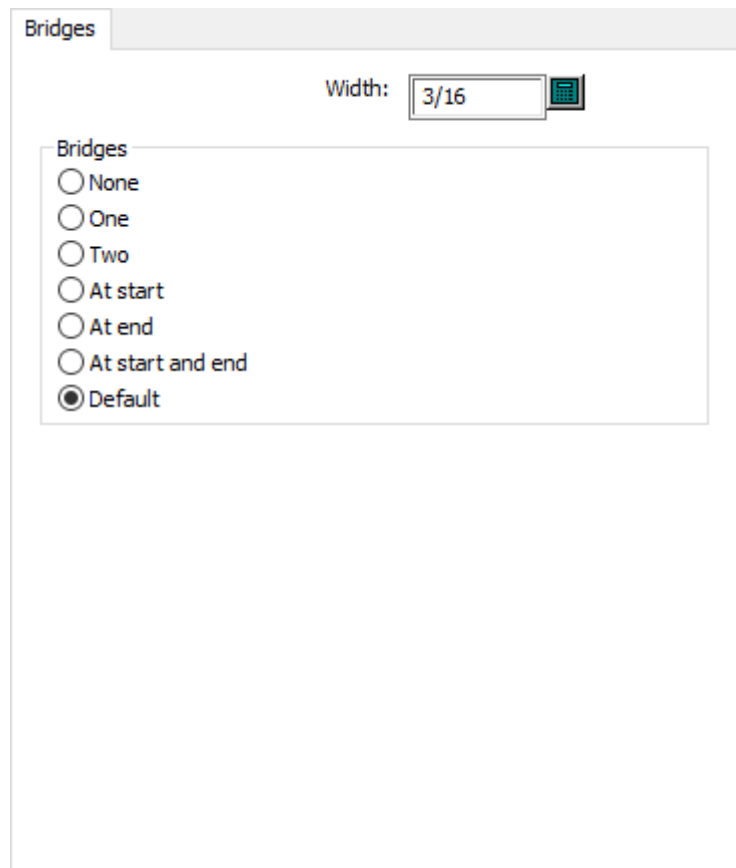 Bridges
Width: 3/16
Bridges
None
One
Two
At start
At end
At start and end
Default